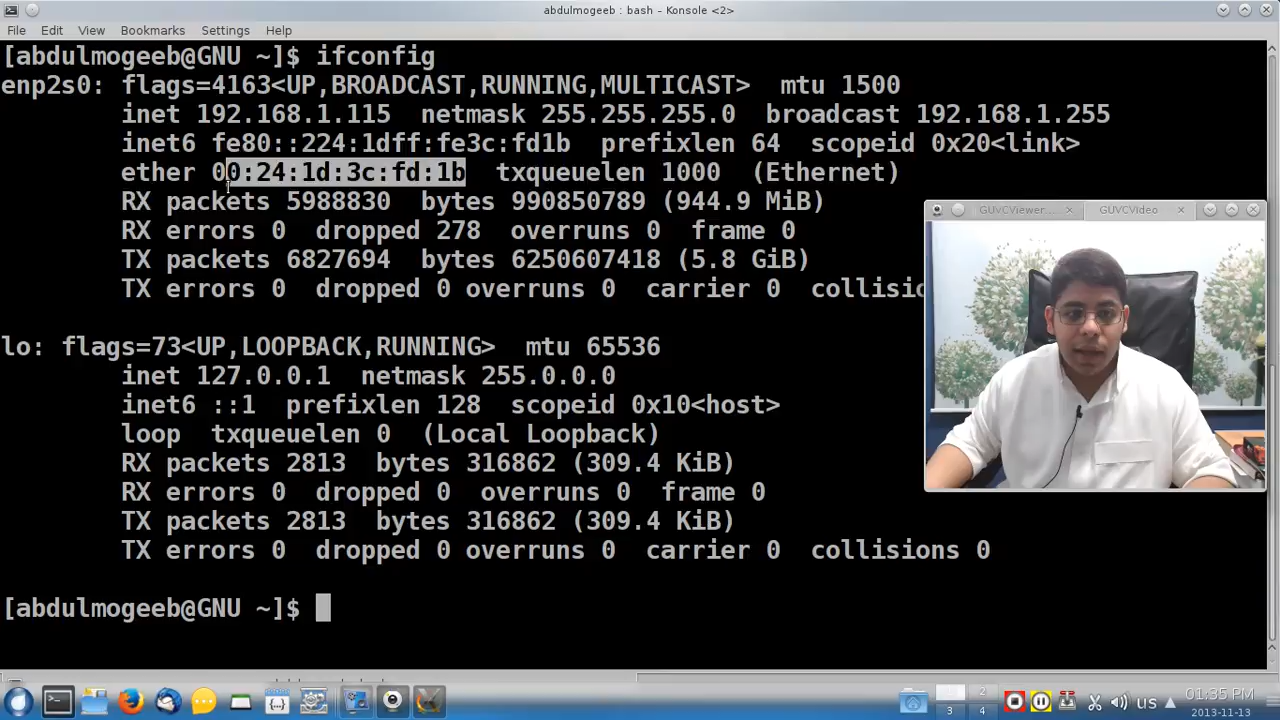 abdulmogeeb : bash – Konsole <2>
File Edit View Bookmarks Settings Help
[abdulmogeeb@GNU ~]$ ifconfig
enp2s0: flags=4163<UP,BROADCAST,RUNNING,MULTICAST> mtu 1500
inet 192.168.1.115 netmask 255.255.255.0 broadcast 192.168.1.255
inet6 fe80::224:1dff:fe3c:fd1b prefixlen 64 scopeid 0x20<link>
ether 00:24:1d:3c:fd:1b txqueuelen 1000 (Ethernet)
RX packets 5988830 bytes 990850789 (944.9 MiB)
RX errors 0 dropped 278 overruns 0 frame 0
TX packets 6827694 bytes 6250607418 (5.8 GiB)
TX errors 0 dropped 0 overruns 0 carrier 0 collisio
GUVCViewer... GUVCVideo
lo: flags=73<UP,LOOPBACK,RUNNING> mtu 65536
inet 127.0.0.1 netmask 255.0.0.0
inet6 ::1 prefixlen 128 scopeid 0x10<host>
loop txqueuelen 0 (Local Loopback)
RX packets 2813 bytes 316862 (309.4 KiB)
RX errors 0 dropped 0 overruns 0 frame 0
TX packets 2813 bytes 316862 (309.4 KiB)
TX errors 0 dropped 0 overruns 0 carrier 0 collisions 0
[abdulmogeeb@GNU ~]$
2
3 4
us
01:35 PM
2013-11-13